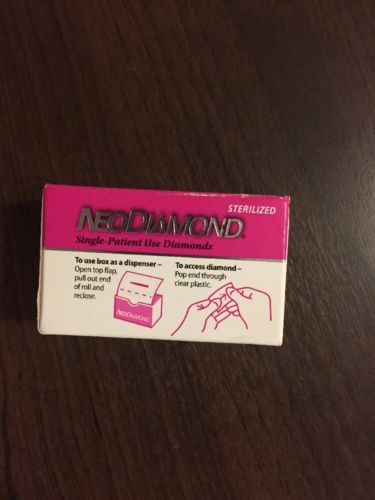 STERILIZED
NEODIAMOND®
Single-Patient Use Diamonds
To use box as a dispenser –
Open top flap,
pull out end
of roll and
reclose.
NEODIAMOND
To access diamond –
Pop end through
clear plastic.